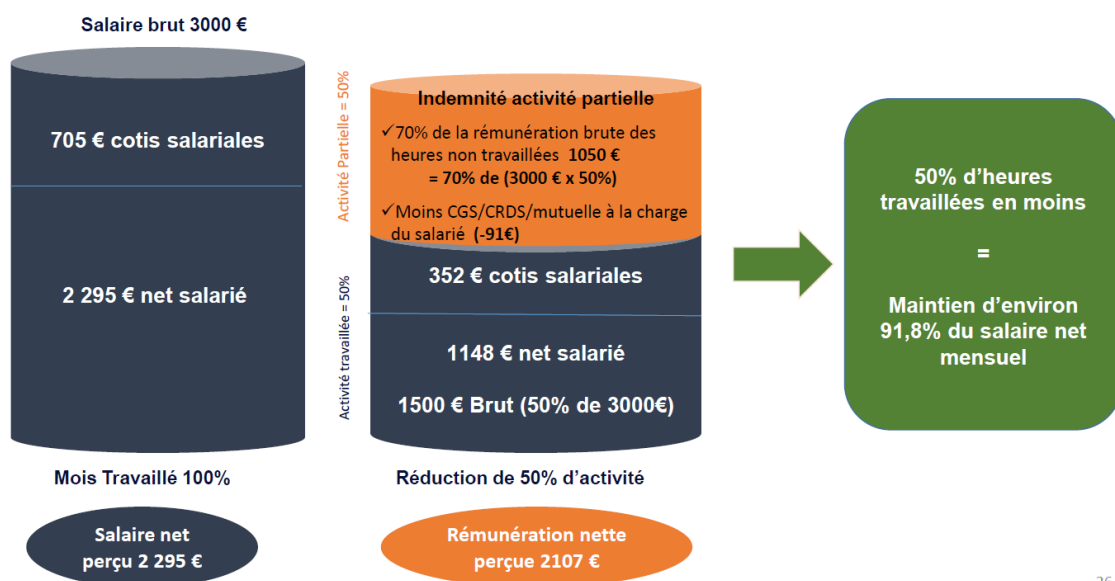 Salaire brut 3000 €
705 € cotis salariales
2 295 € net salarié
Mois Travaillé 100%
Salaire net
perçu 2 295 €
Activité Partielle = 50%
Activité travaillée = 50%
Indemnité activité partielle
✓70% de la rémunération brute des
heures non travaillées 1050 €
= 70% de (3000 € x 50%)
✓Moins CGS/CRDS/mutuelle à la charge
du salarié (-91€)
352 € cotis salariales
1148 € net salarié
1500 € Brut (50% de 3000€)
Réduction de 50% d'activité
Rémunération nette
perçue 2107 €
50% d'heures
travaillées en moins
=
Maintien d'environ
91,8% du salaire net
mensuel